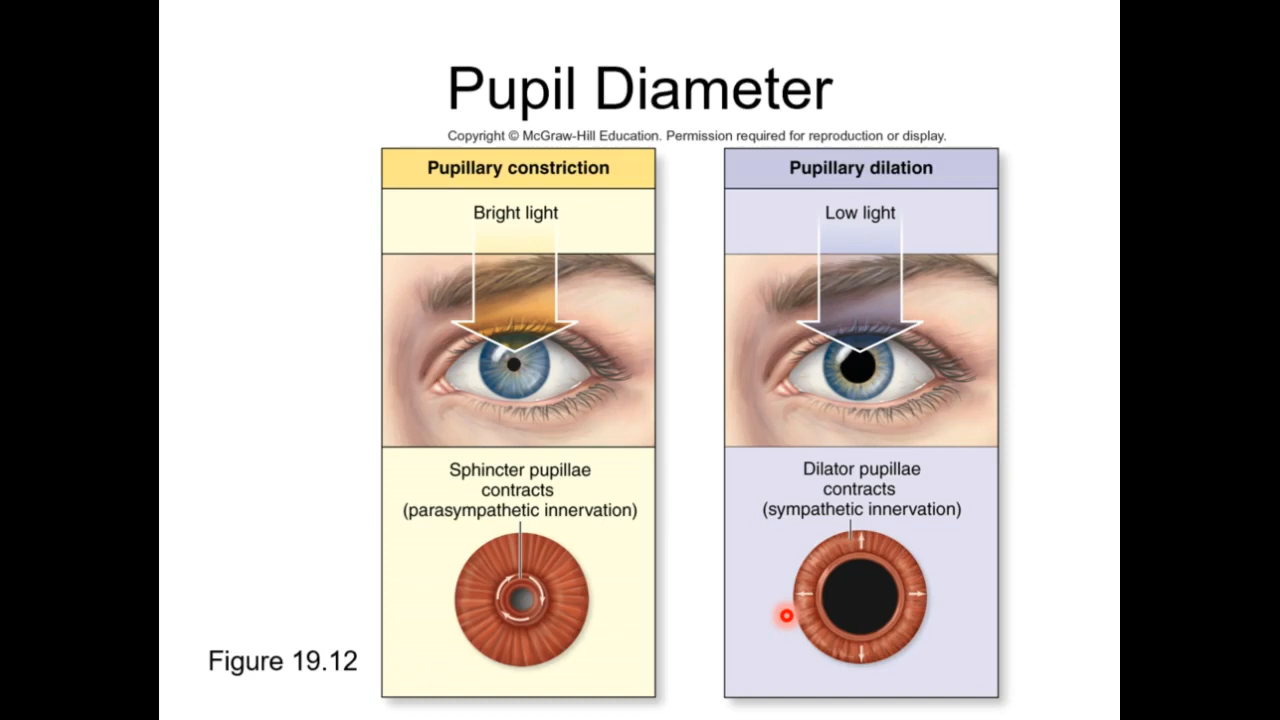 Pupil Diameter
Copyright © McGraw-Hill Education. Permission required for reproduction or display.
Pupillary constriction
Bright light
Sphincter pupillae
contracts
(parasympathetic innervation)
Pupillary dilation
Low light
Dilator pupillae
contracts
(sympathetic innervation)
Figure 19.12